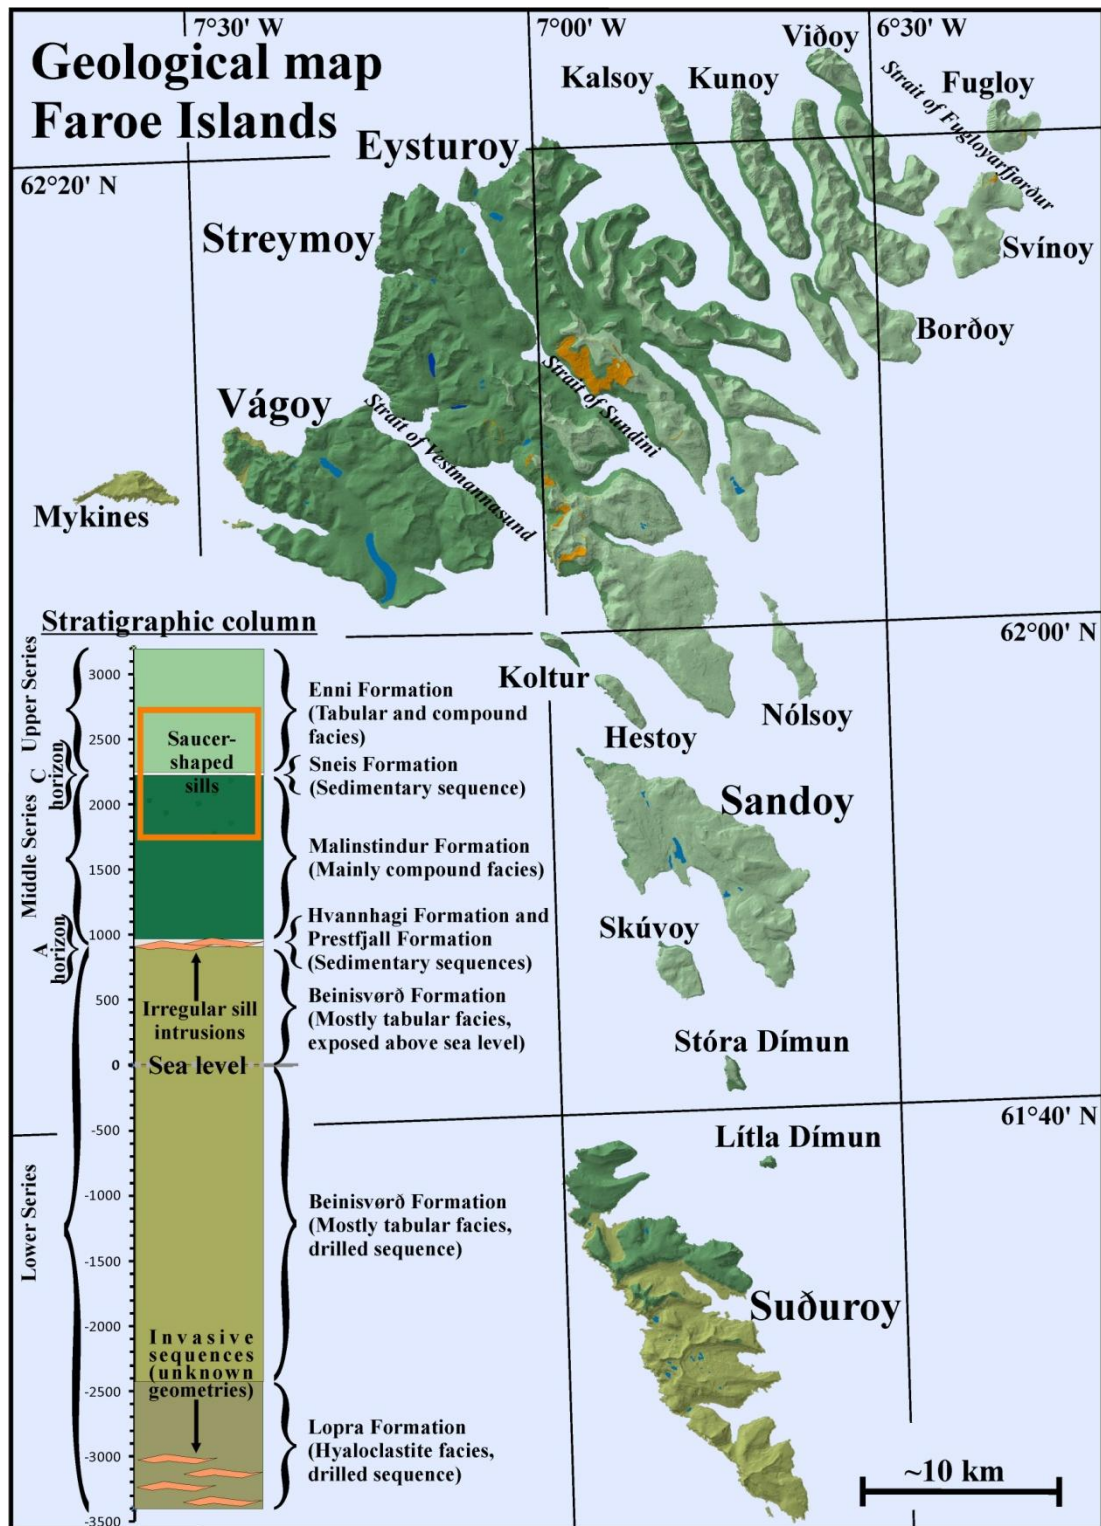 7°30' W
7°00' W
6°30' W
Geological map
Faroe Islands
Viðoy
Kalsoy
Kunoy
Fugloy
Strait of Fugloyarfjørður
Eysturoy
62°20' N
Streymoy
Svínoy
Borðoy
Vágoy
Strait of Sundini
Strait of Vestmannasund
Mykines
62°00' N
Koltur
Nólsoy
Hestoy
Sandoy
Skúvoy
Stóra Dímun
61°40' N
Lítla Dímun
Suðuroy
~10 km
Stratigraphic column
Upper Series
C
horizon
Middle Series
A
horizon
Lower Series
3000
2500
2000
1500
1000
500
0
-500
-1000
-1500
-2000
-2500
-3000
-3500
Saucer-
shaped
sills
Irregular sill
intrusions
Sea level
Invasive
sequences
(unknown
geometries)
Enni Formation
(Tabular and compound
facies)
Sneis Formation
(Sedimentary sequence)
Malinstindur Formation
(Mainly compound facies)
Hvannhagi Formation and
Prestfjall Formation
(Sedimentary sequences)
Beinisvørð Formation
(Mostly tabular facies,
exposed above sea level)
Beinisvørð Formation
(Mostly tabular facies,
drilled sequence)
Lopra Formation
(Hyaloclastite facies,
drilled sequence)